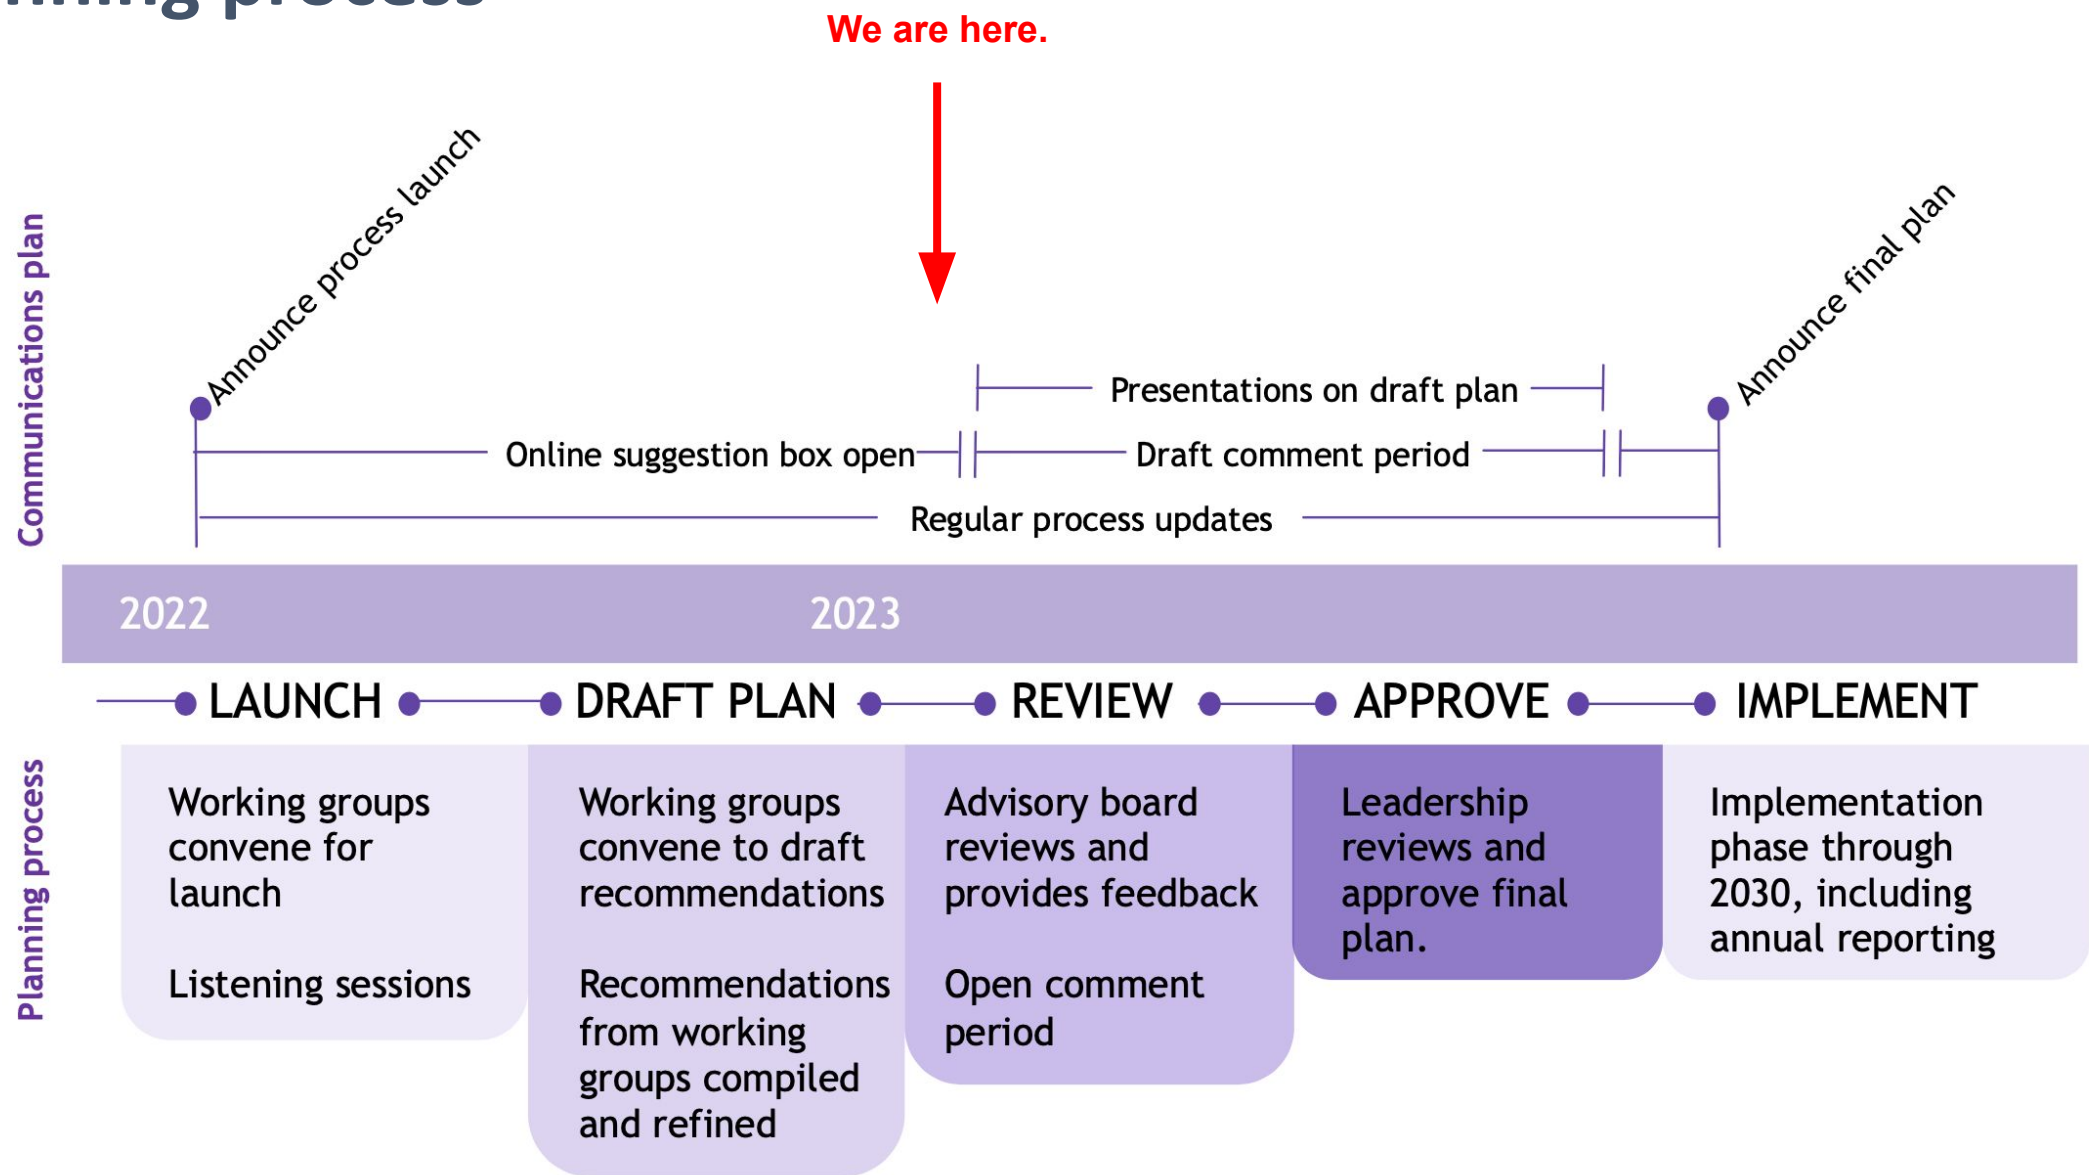 process
We are here.
Announce process launch
Announce final plan
Communications plan
Presentations on draft plan
Online suggestion box open
Draft comment period
Regular process updates
2022
2023
LAUNCH
DRAFT PLAN
REVIEW
APPROVE
IMPLEMENT
Planning process
Working groups
convene for
launch
Listening sessions
Working groups
convene to draft
recommendations
Recommendations
from working
groups compiled
and refined
Advisory board
reviews and
provides feedback
Open comment
period
Leadership
reviews and
approve final
plan.
Implementation
phase through
2030, including
annual reporting